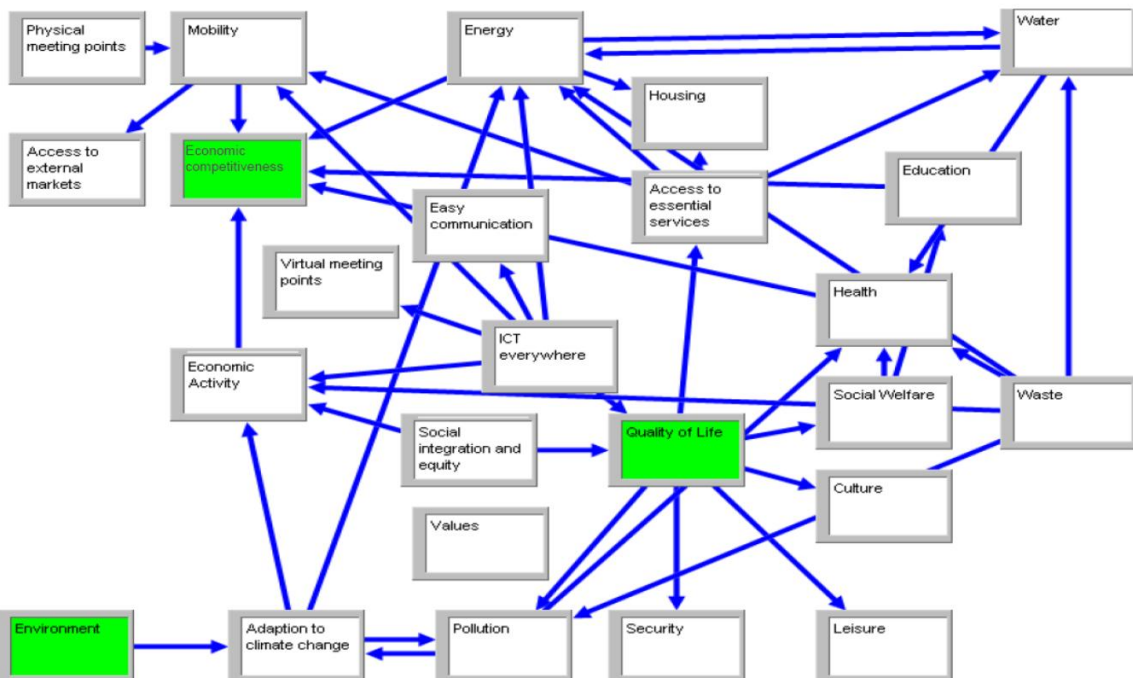 Physical
meeting points
Mobility
Energy
Water
Housing
Access to
external
markets
Economic
competitiveness
Education
Access to
essential
services
Easy
communication
Virtual meeting
points
Health
ICT
everywhere
Economic
Activity
Social Welfare
Waste
Social
integration and
equity
Quality of Life
Culture
Values
Environment
Adaption to
climate change
Pollution
Security
Leisure